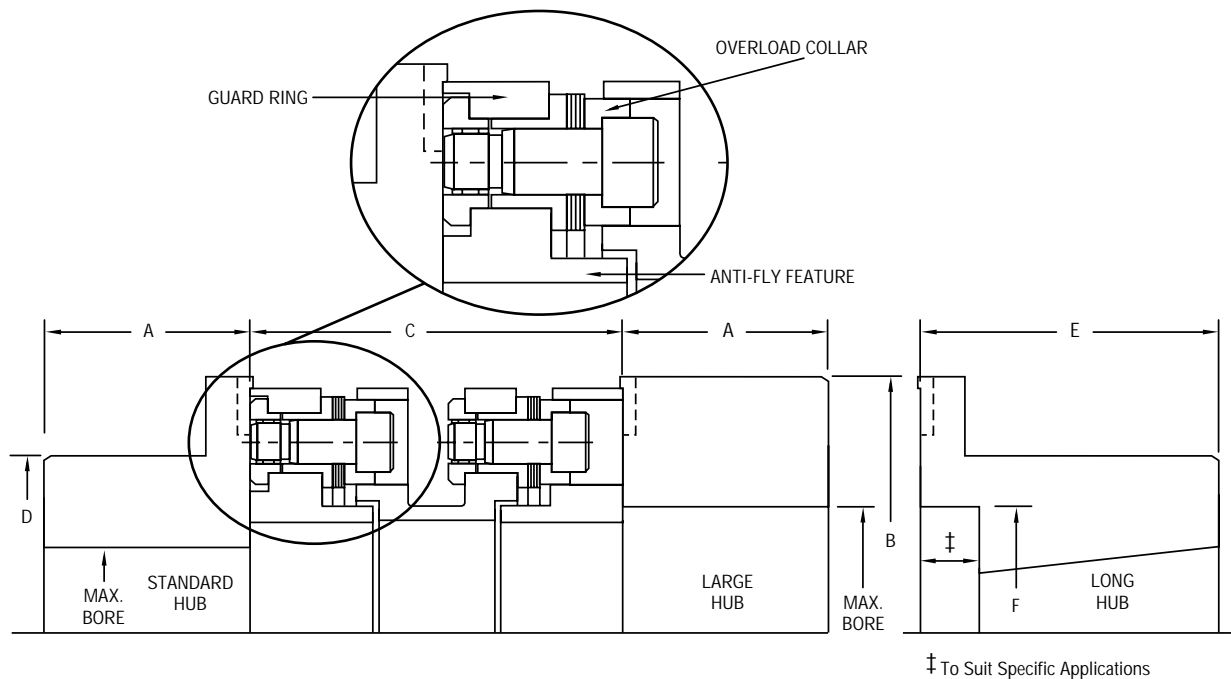 OVERLOAD COLLAR
GUARD RING
ANTI-FLY FEATURE
A
C
A
E
D
B
F
‡
MAX.
BORE
STANDARD
HUB
LARGE
HUB
MAX.
BORE
LONG
HUB
‡ To Suit Specific Applications